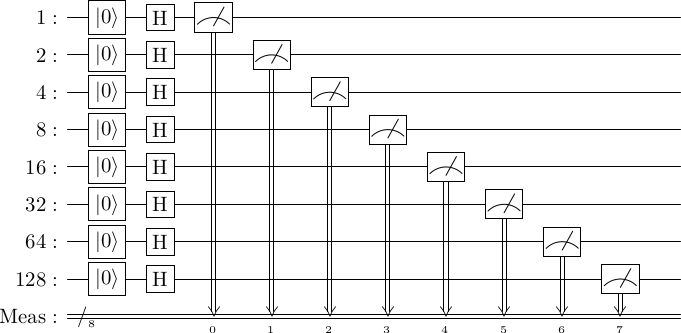 1 : |0⟩ H
2 : |0⟩ H
4 : |0⟩ H
8 : |0⟩ H
16 : |0⟩ H
32 : |0⟩ H
64 : |0⟩ H
128 : |0⟩ H
Meas : 8
0 1 2 3 4 5 6 7